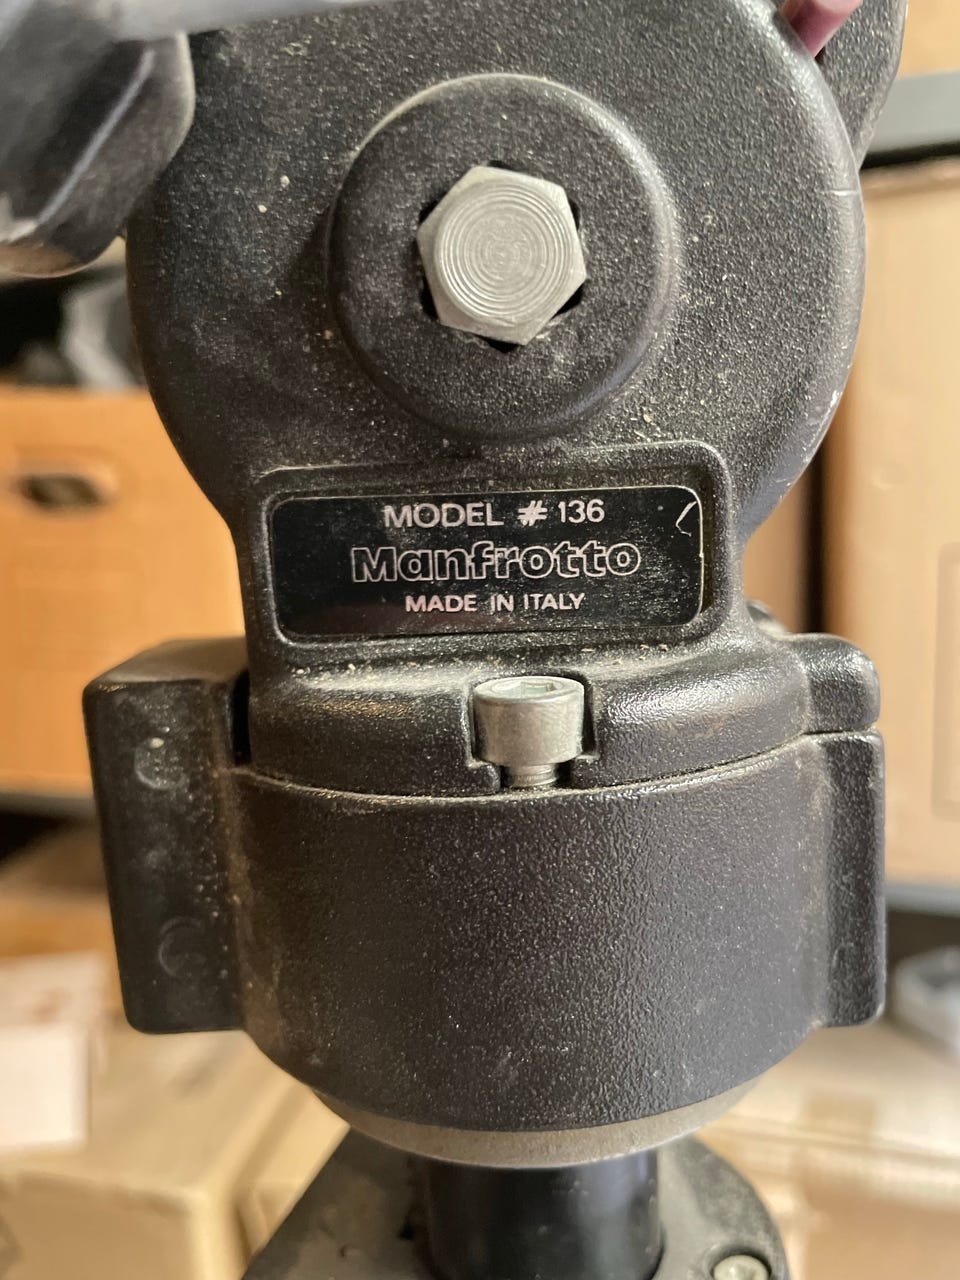 MODEL # 136
Manfrotto
MADE IN ITALY